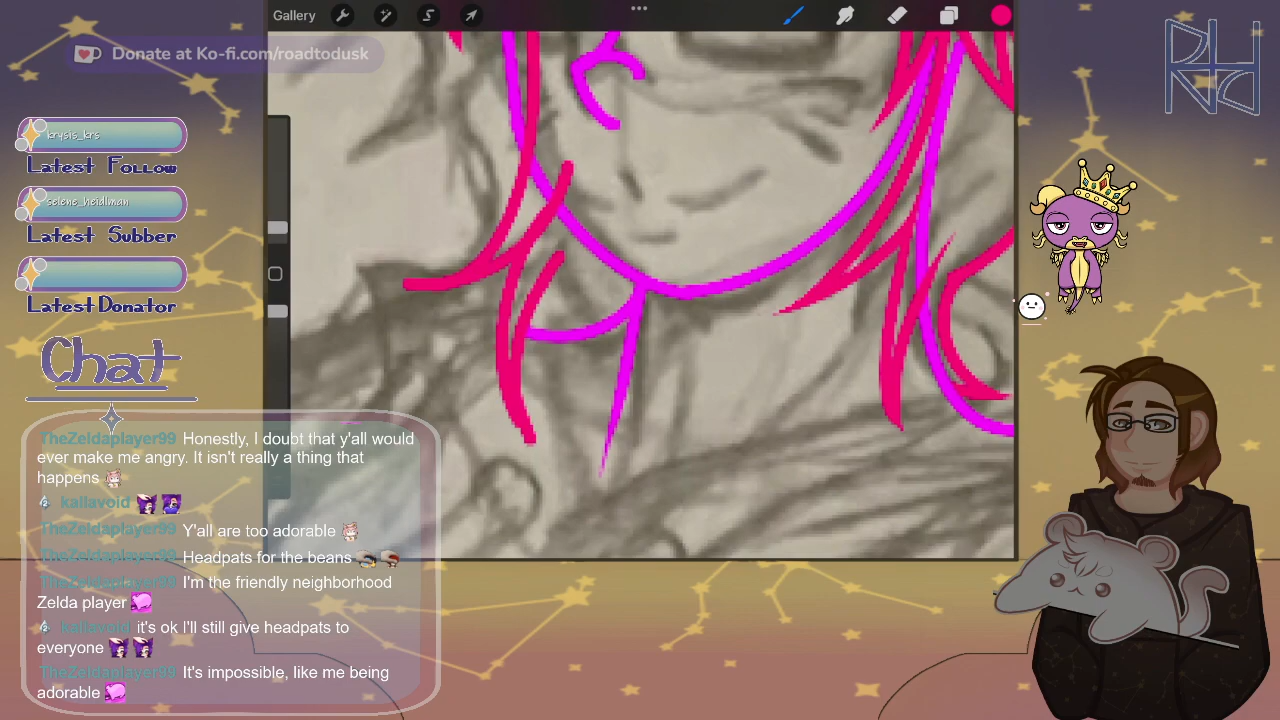 Gallery
Donate at Ko-fi.com/roadtodusk
krysis_krs
Latest Follow
selene_heidlman
Latest Subber
Latest Donator
Chat
TheZeldaplayer99 Honestly, I doubt that y'all would
ever make me angry. It isn't really a thing that
happens
kallavoid
TheZeldaplayer99 Y'all are too adorable
TheZeldaplayer99 Headpats for the beans
TheZeldaplayer99 I'm the friendly neighborhood
Zelda player
kallavoid it's ok I'll still give headpats to
everyone
TheZeldaplayer99 It's impossible, like me being
adorable